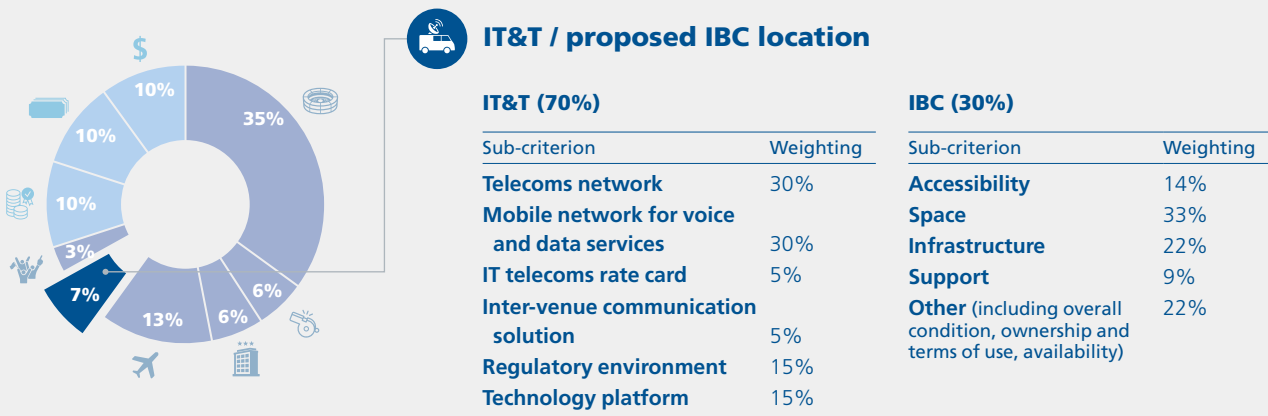 $
10%
35%
10%
10%
3%
7%
13%
6%
6%
IT&T / proposed IBC location
IT&T (70%)
Sub-criterion Weighting
Telecoms network 30%
Mobile network for voice
and data services 30%
IT telecoms rate card 5%
Inter-venue communication
solution 5%
Regulatory environment 15%
Technology platform 15%
IBC (30%)
Sub-criterion Weighting
Accessibility 14%
Space 33%
Infrastructure 22%
Support 9%
Other (including overall 22%
condition, ownership and
terms of use, availability)